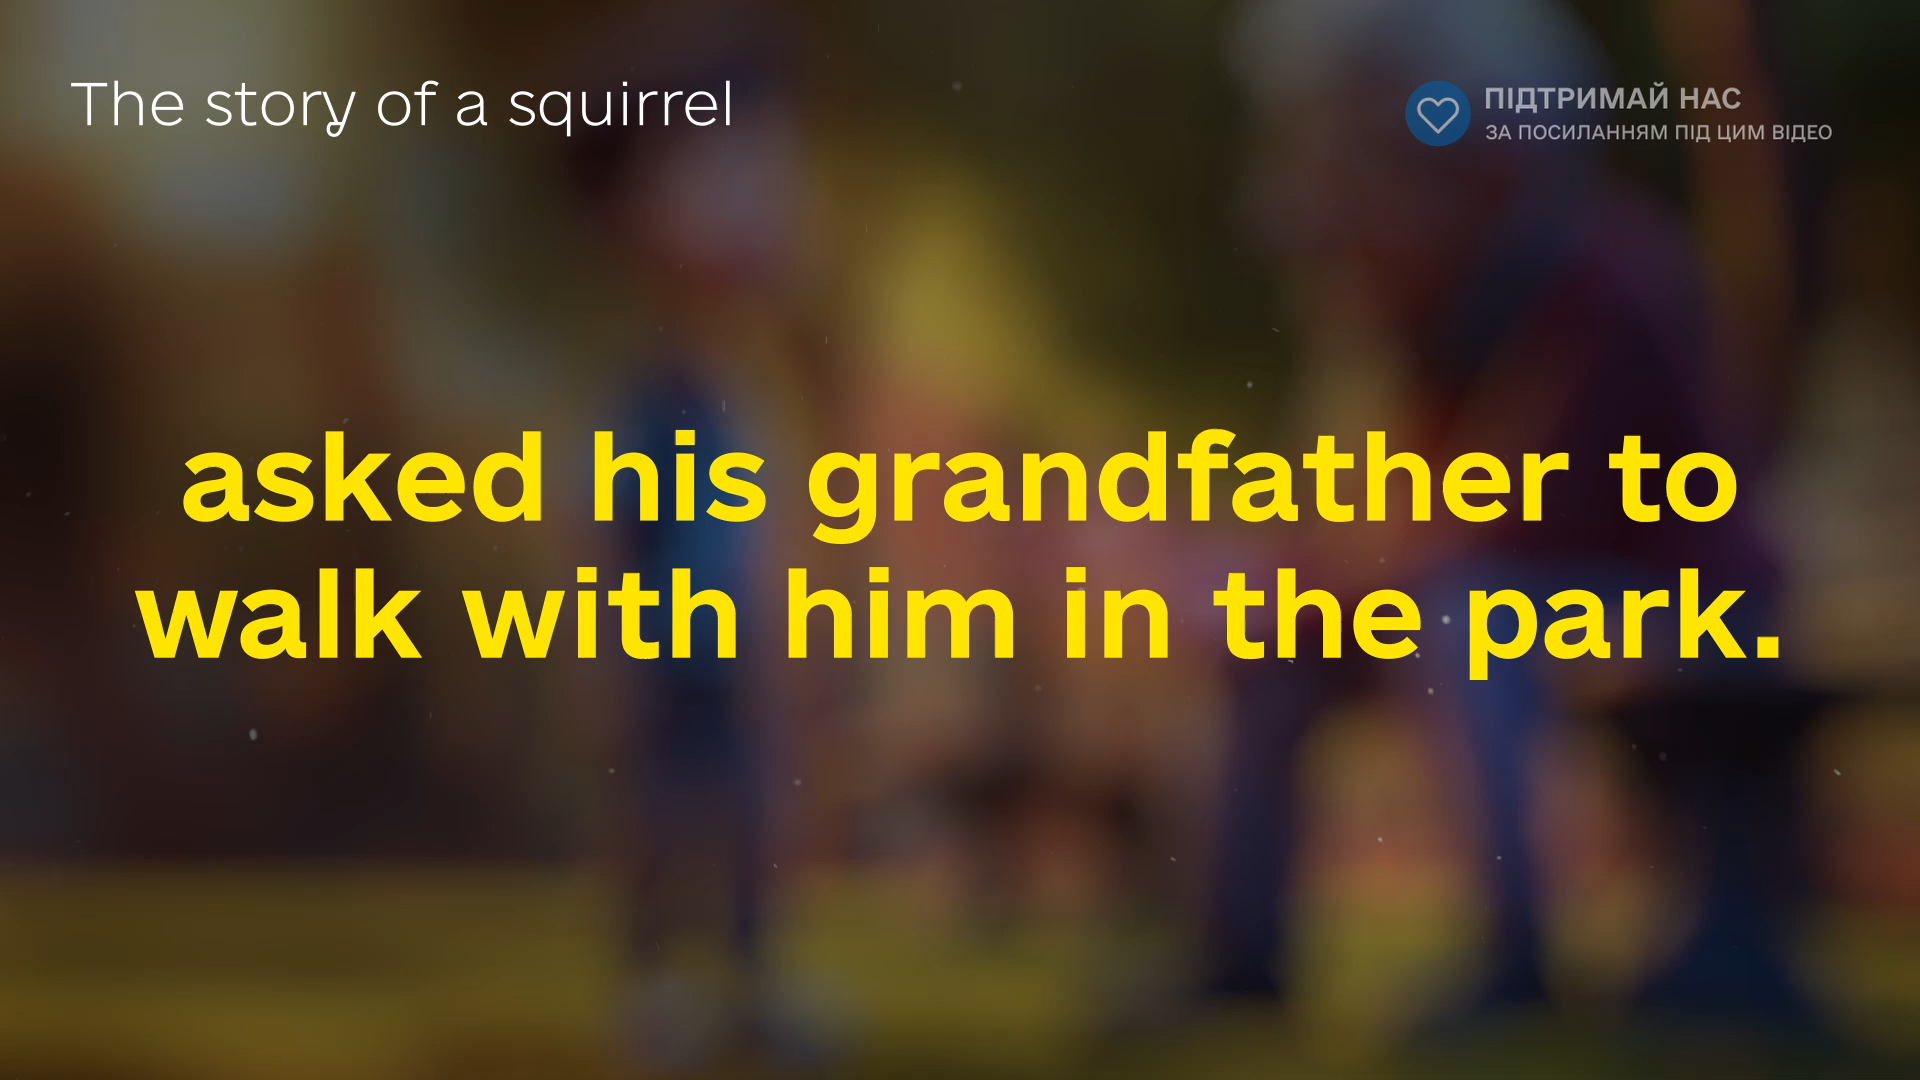 The story of a squirrel
ПІДТРИМАЙ НАС
ЗА ПОСИЛАННЯМ ПІД ЦИМ ВІДЕО
asked his grandfather to
walk with him in the park.